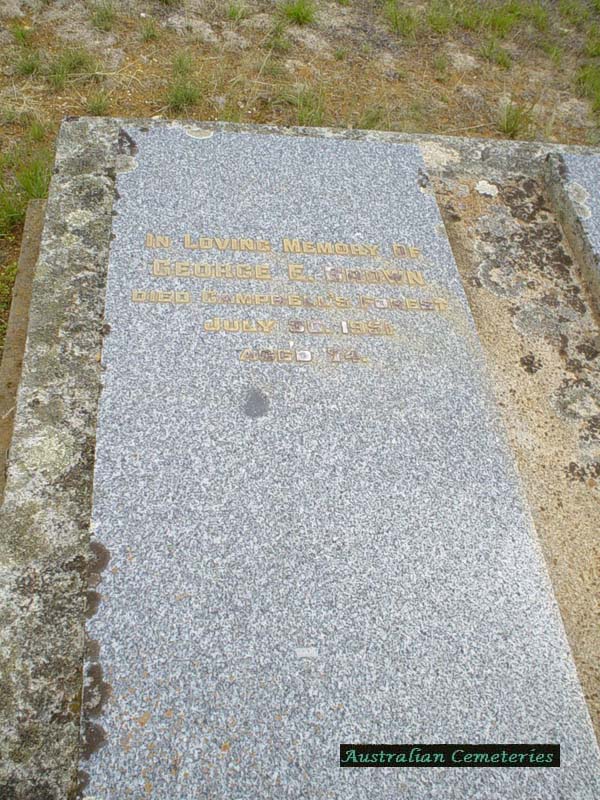 In Loving Memory of
George E. Brown
Died Campbell's Forest
July 30, 1951.
Aged 74.
Australian Cemeteries